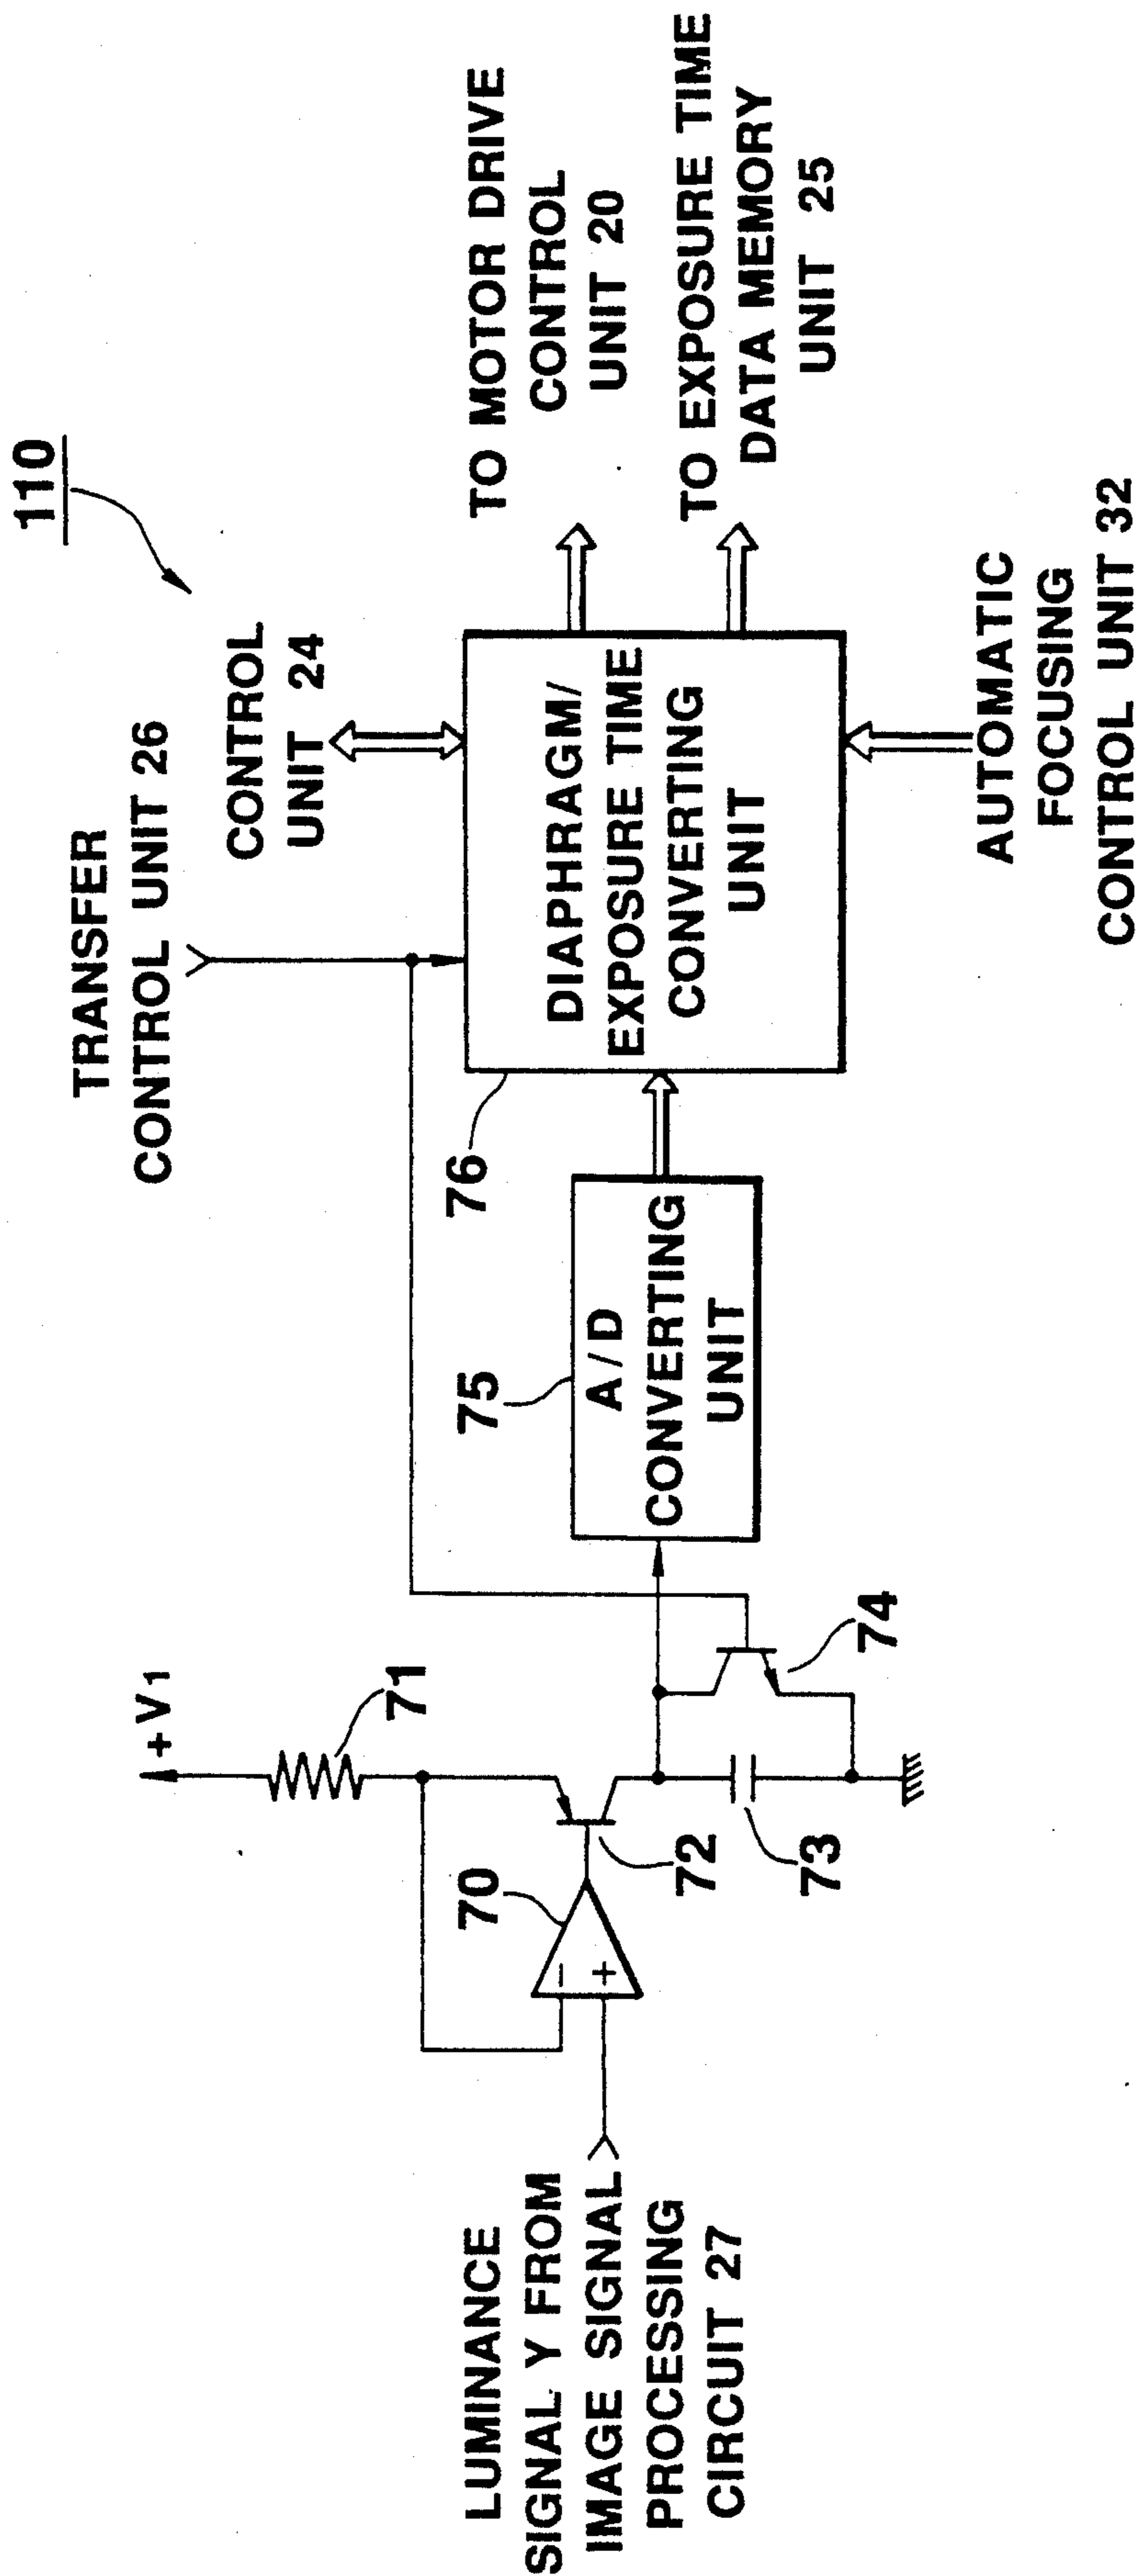 110
TRANSFER
CONTROL UNIT 26
CONTROL
UNIT 24
+V1
71
TO MOTOR DRIVE
CONTROL
UNIT 20
TO EXPOSURE TIME
DATA MEMORY
UNIT 25
LUMINANCE
SIGNAL Y FROM
IMAGE SIGNAL
PROCESSING
CIRCUIT 27
70
−
+
72
73
74
75
A/D
CONVERTING
UNIT
76
DIAPHRAGM/
EXPOSURE TIME
CONVERTING
UNIT
AUTOMATIC
FOCUSING
CONTROL UNIT 32